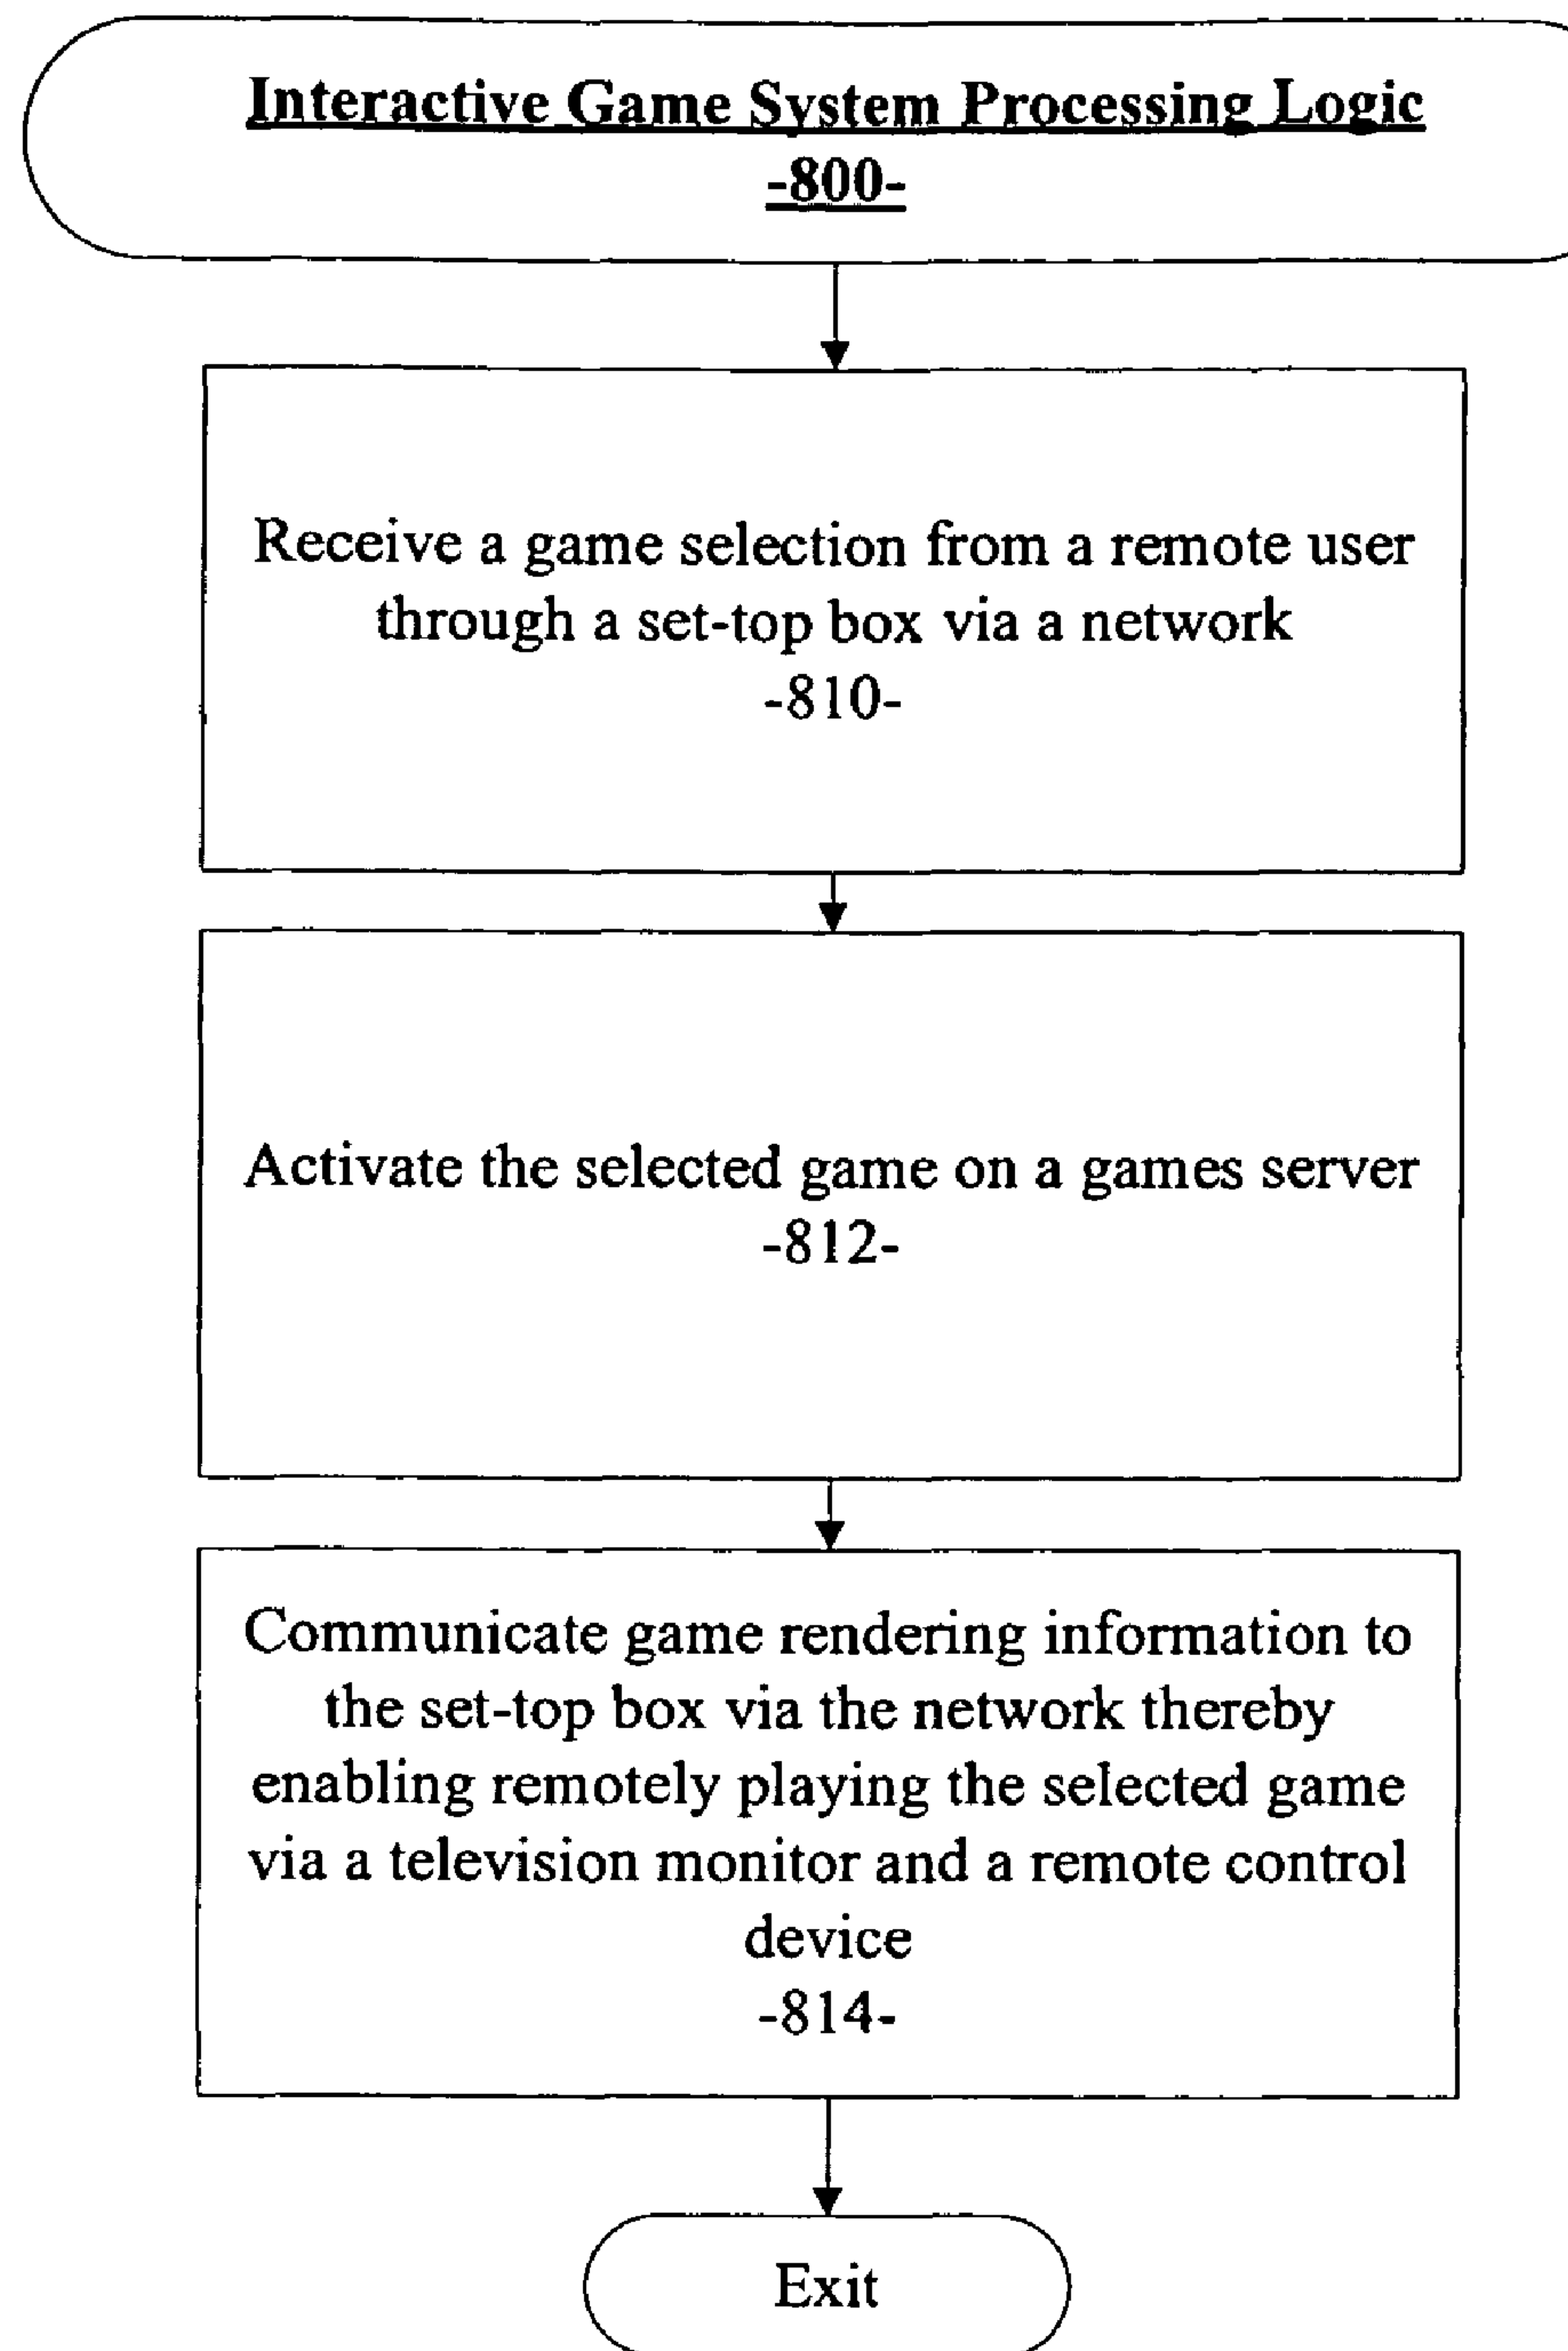 Interactive Game System Processing Logic
-800-
Receive a game selection from a remote user
through a set-top box via a network
-810-
Activate the selected game on a games server
-812-
Communicate game rendering information to
the set-top box via the network thereby
enabling remotely playing the selected game
via a television monitor and a remote control
device
-814-
Exit